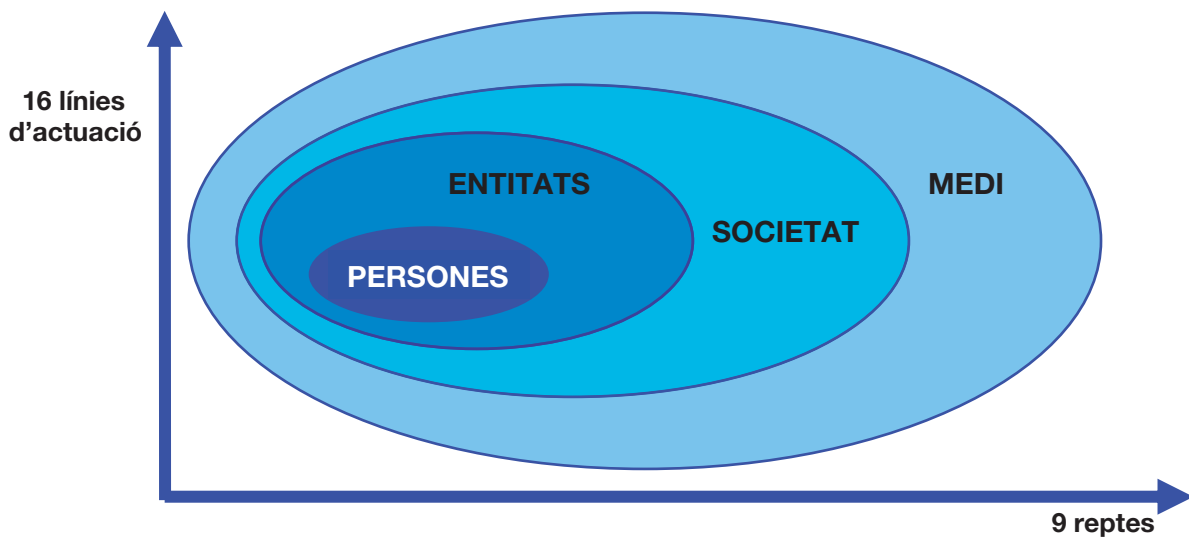 16 línies
d’actuació
ENTITATS
MEDI
SOCIETAT
PERSONES
9 reptes